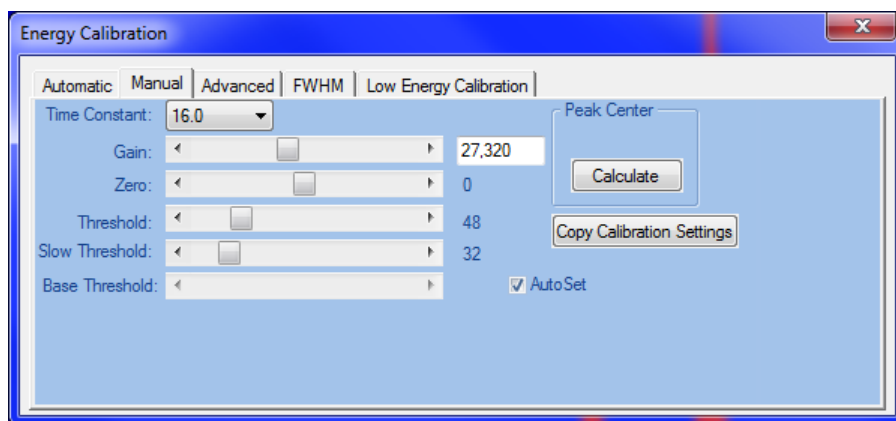 Energy Calibration
X
Automatic Manual Advanced FWHM Low Energy Calibration
Time Constant: 16.0 Peak Center
Gain: 27,320
Zero: 0 Calculate
Threshold: 48
Copy Calibration Settings
Slow Threshold: 32
Base Threshold: AutoSet